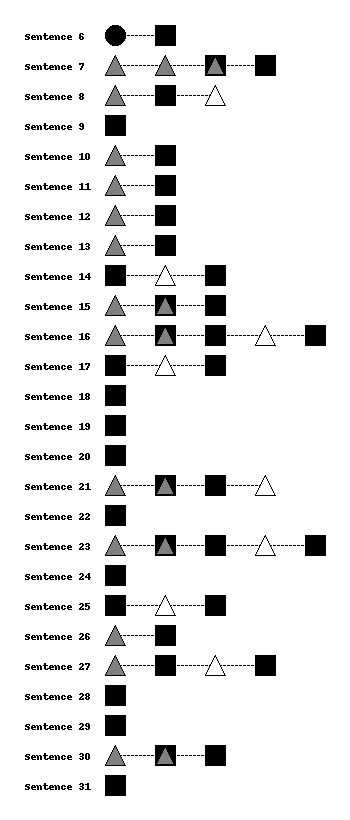 Sentence 6
Sentence 7
Sentence 8
Sentence 9
Sentence 10
Sentence 11
Sentence 12
Sentence 13
Sentence 14
Sentence 15
Sentence 16
Sentence 17
Sentence 18
Sentence 19
Sentence 20
Sentence 21
Sentence 22
Sentence 23
Sentence 24
Sentence 25
Sentence 26
Sentence 27
Sentence 28
Sentence 29
Sentence 30
Sentence 31